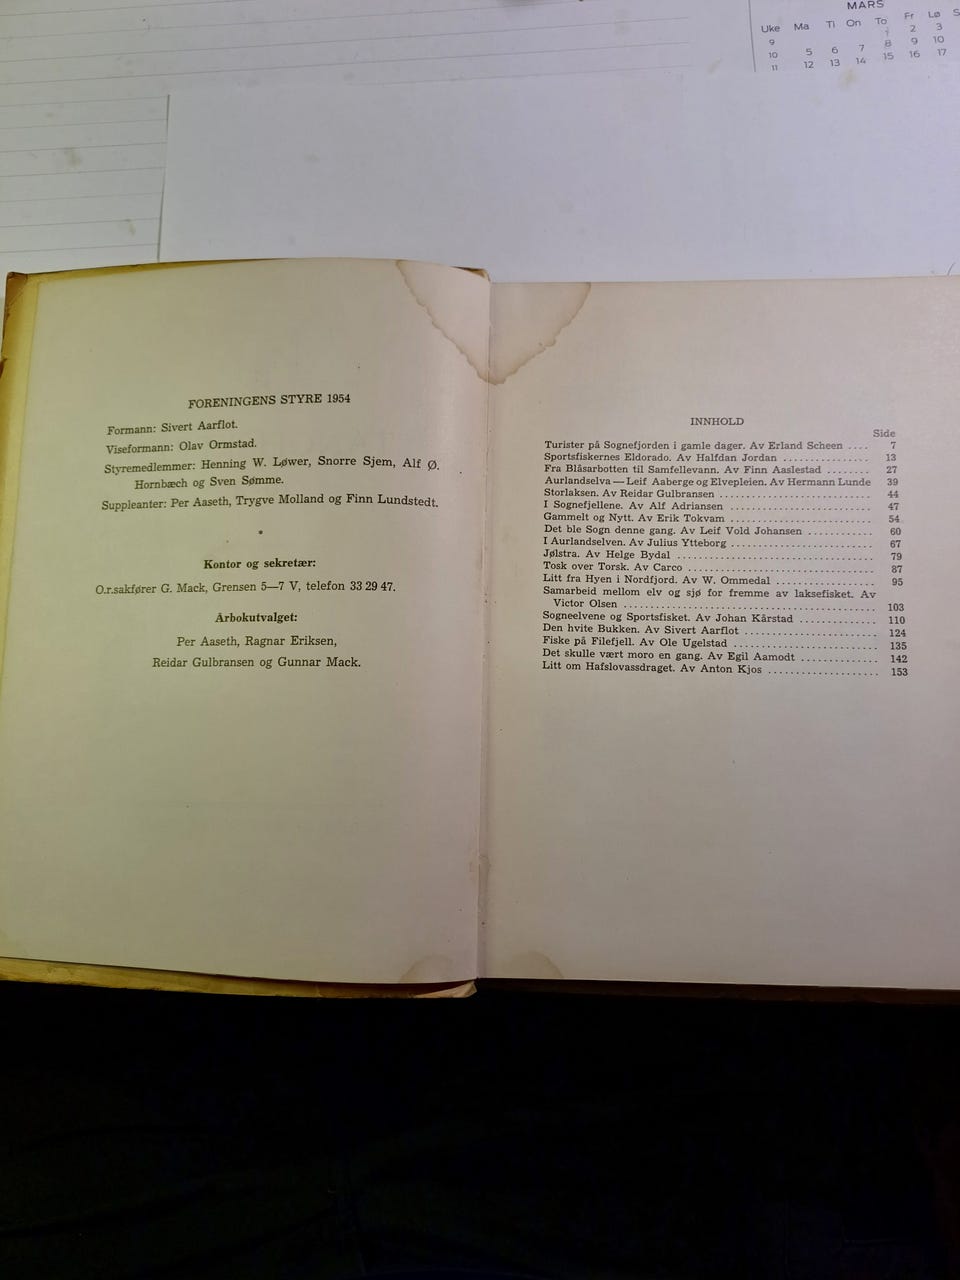 MARS
Uke Ma Ti On To Fr Lø S
9 1 2 3
10 5 6 7 8 9 10
11 12 13 14 15 16 17
FORENINGENS STYRE 1954
Formann: Sivert Aarflot.
Viseformann: Olav Ormstad.
Styremedlemmer: Henning W. Løwer, Snorre Sjem, Alf Ø.
Hornbæch og Sven Sømme.
Suppleanter: Per Aaseth, Trygve Molland og Finn Lundstedt.
*
Kontor og sekretær:
O.r.sakfører G. Mack, Grensen 5—7 V, telefon 33 29 47.
Årbokutvalget:
Per Aaseth, Ragnar Eriksen,
Reidar Gulbransen og Gunnar Mack.
INNHOLD
Side
Turister på Sognefjorden i gamle dager. Av Erland Scheen .... 7
Sportsfiskernes Eldorado. Av Halfdan Jordan .............. 13
Fra Blåsarbotten til Samfellevann. Av Finn Aaslestad ........ 27
Aurlandselva — Leif Aaberge og Elvepleien. Av Hermann Lunde 39
Storlaksen. Av Reidar Gulbransen ......................... 44
I Sognefjellene. Av Alf Adriansen ........................ 47
Gammelt og Nytt. Av Erik Tokvam ........................ 54
Det ble Sogn denne gang. Av Leif Vold Johansen ........... 60
I Aurlandselven. Av Julius Ytteborg ....................... 67
Jølstra. Av Helge Bydal ................................. 79
Tosk over Torsk. Av Carco ............................... 87
Litt fra Hyen i Nordfjord. Av W. Ommedal ................ 95
Samarbeid mellom elv og sjø for fremme av laksefisket. Av
Victor Olsen ........................................ 103
Sogneelvene og Sportsfisket. Av Johan Kårstad ............. 110
Den hvite Bukken. Av Sivert Aarflot ...................... 124
Fiske på Filefjell. Av Ole Ugelstad ........................ 135
Det skulle vært moro en gang. Av Egil Aamodt ............. 142
Litt om Hafslovassdraget. Av Anton Kjos ................... 153